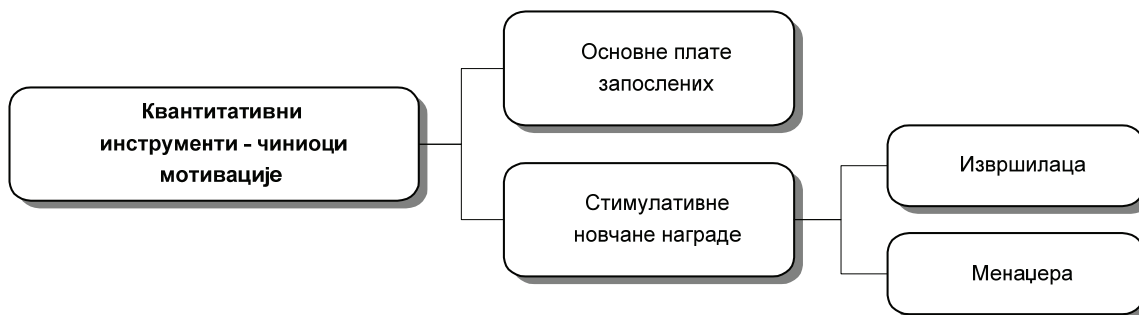 Квантитативни
инструменти - чиниоци
мотивације
Основне плате
запослених
Стимулативне
новчане награде
Извршилаца
Менаџера